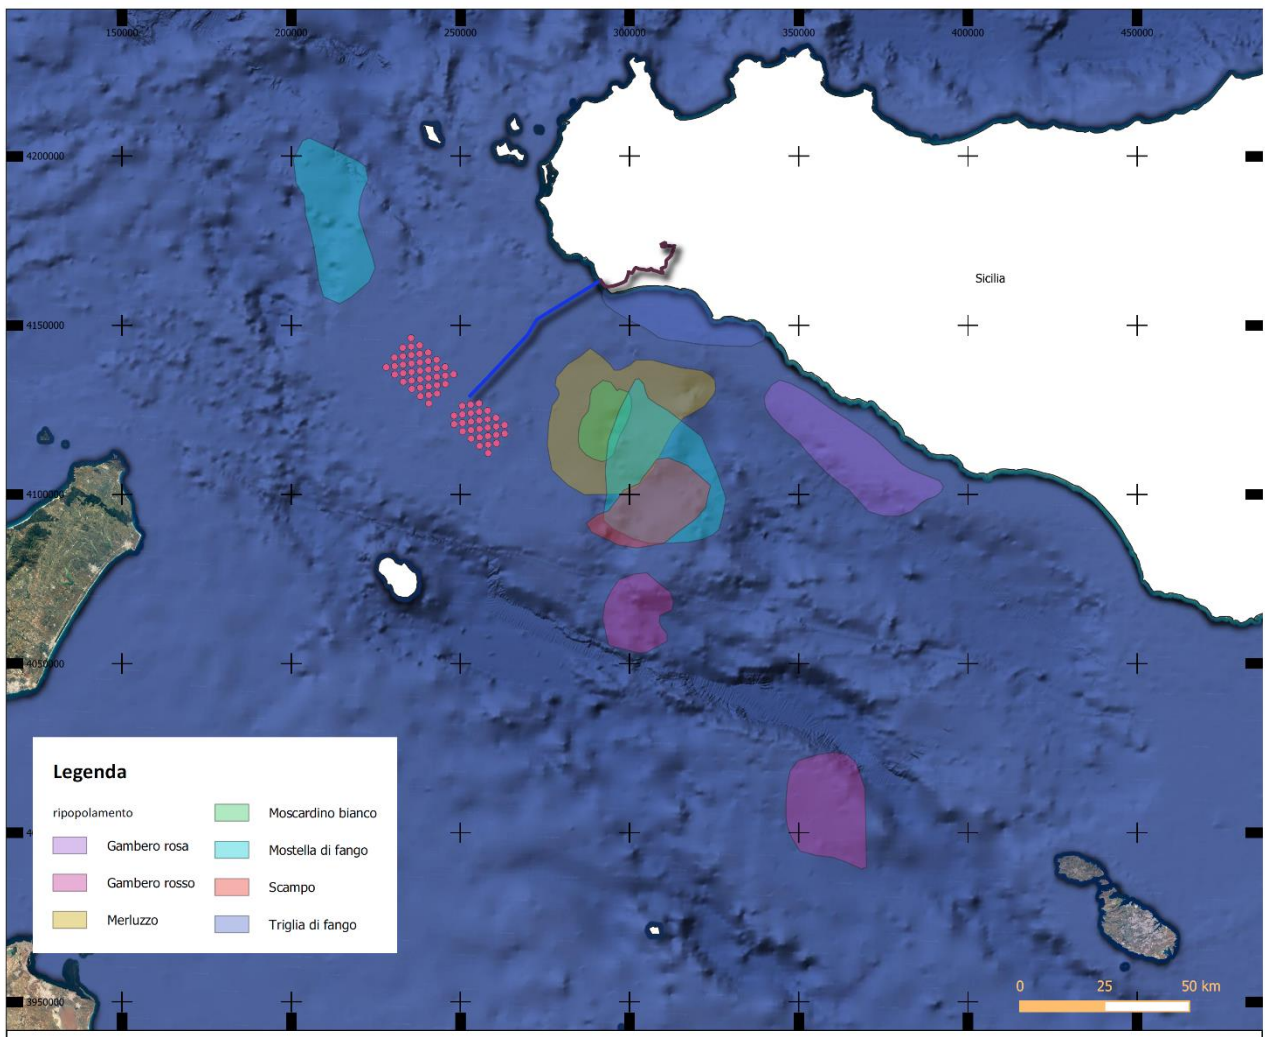 150000 200000 250000 300000 350000 400000 450000
4200000
Sicilia
4150000
4100000
4050000
Legenda
ripopolamento
Gambero rosa
Gambero rosso
Merluzzo
Moscardino bianco
Mostella di fango
Scampo
Triglia di fango
0 25 50 km
3950000